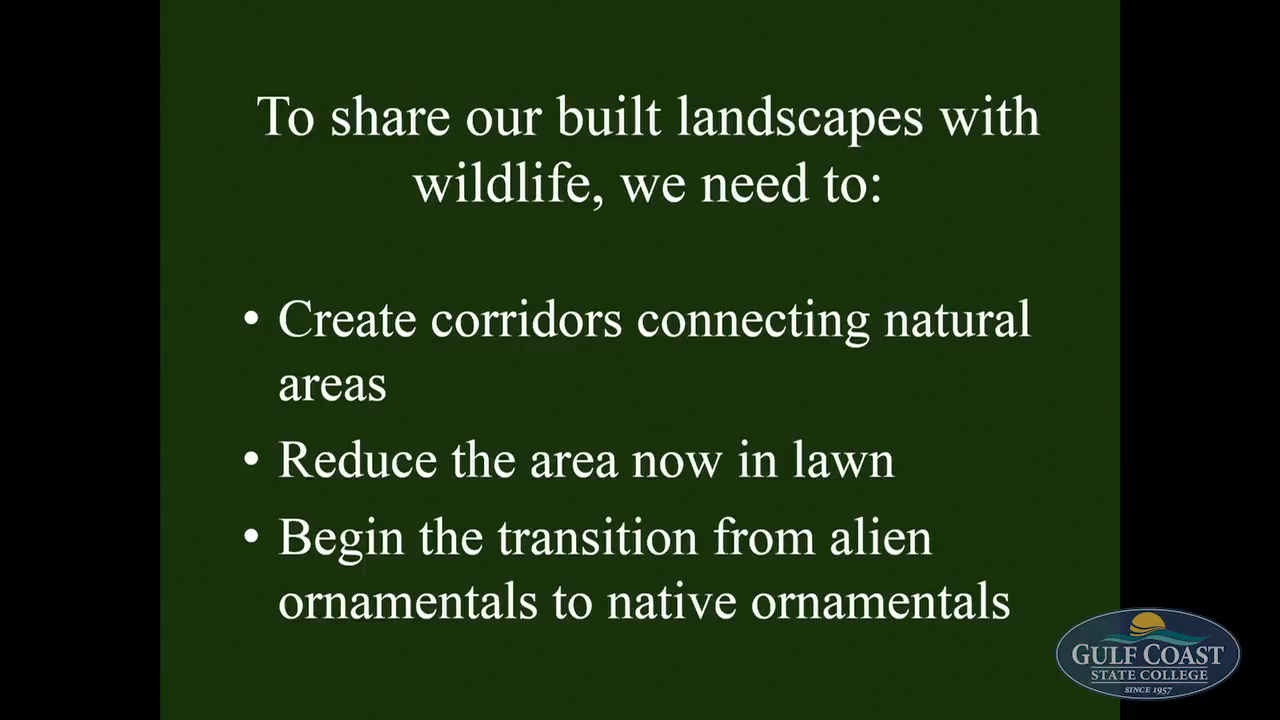 To share our built landscapes with
wildlife, we need to:
• Create corridors connecting natural
areas
• Reduce the area now in lawn
• Begin the transition from alien
ornamentals to native ornamentals
GULF COAST
STATE COLLEGE
SINCE 1957